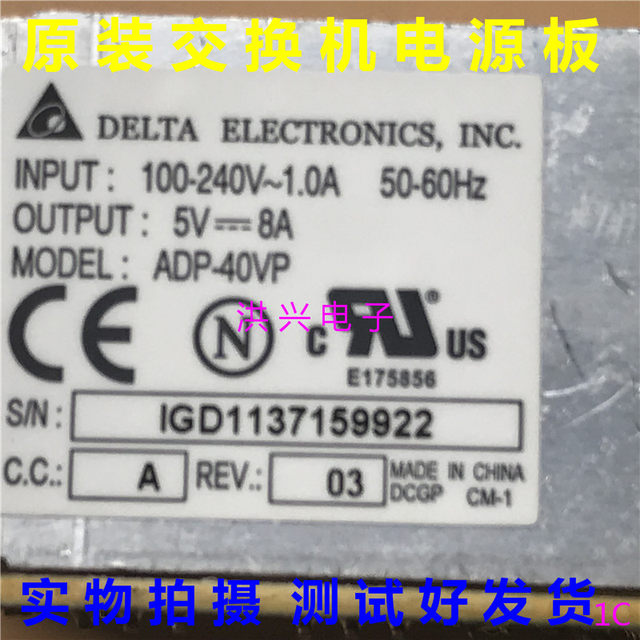 原装交换机电源板
DELTA ELECTRONICS, INC.
INPUT : 100-240V~1.0A 50-60Hz
OUTPUT : 5V⎓8A
MODEL : ADP-40VP
洪兴电子
CE N c RU ® US
E175856
S/N: IGD1137159922
C.C.: A REV.: 03 MADE IN CHINA
DCGP CM-1
实物拍摄 测试好发货
1C